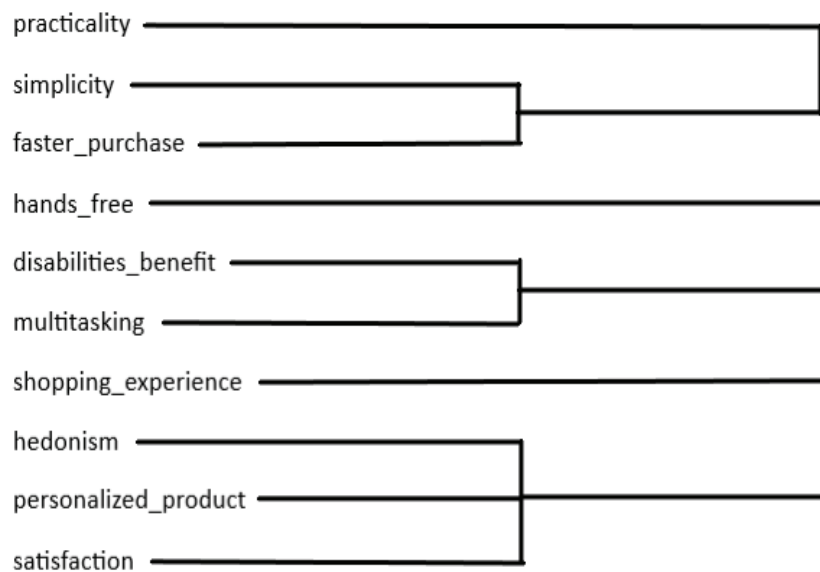 practicality
simplicity
faster_purchase
hands_free
disabilities_benefit
multitasking
shopping_experience
hedonism
personalized_product
satisfaction